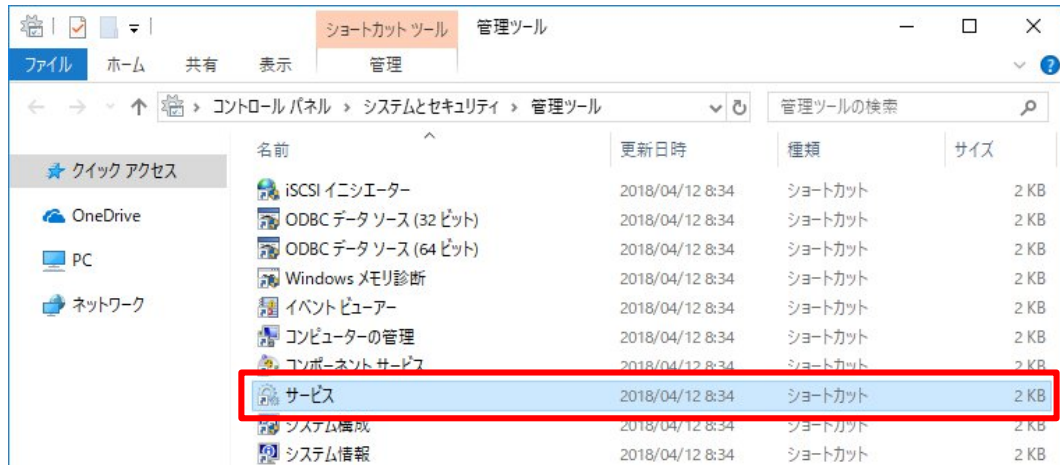 ショートカット ツール 管理ツール
ファイル ホーム 共有 表示 管理
コントロール パネル › システムとセキュリティ › 管理ツール 管理ツールの検索
名前 更新日時 種類 サイズ
クイック アクセス
OneDrive
PC
ネットワーク
iSCSI イニシエーター 2018/04/12 8:34 ショートカット 2 KB
ODBC データ ソース (32 ビット) 2018/04/12 8:34 ショートカット 2 KB
ODBC データ ソース (64 ビット) 2018/04/12 8:34 ショートカット 2 KB
Windows メモリ診断 2018/04/12 8:34 ショートカット 2 KB
イベント ビューアー 2018/04/12 8:34 ショートカット 2 KB
コンピューターの管理 2018/04/12 8:34 ショートカット 2 KB
コンポーネント サービス 2018/04/12 8:34 ショートカット 2 KB
サービス 2018/04/12 8:34 ショートカット 2 KB
システム構成 2018/04/12 8:34 ショートカット 2 KB
システム情報 2018/04/12 8:34 ショートカット 2 KB